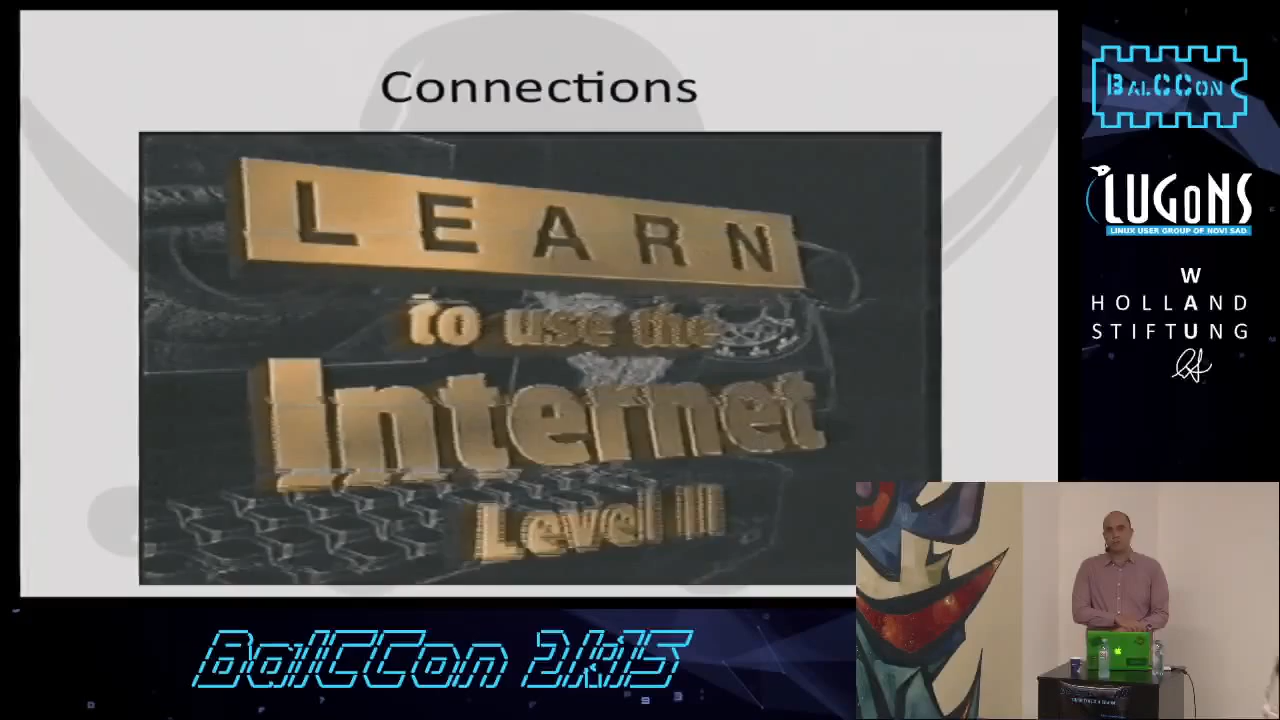 Connections
LEARN
to use the
Internet
Level III
BalCCon
LUGoNS
LINUX USER GROUP OF NOVI SAD
W
HOLLAND
A
STIFTUNG
BalCCon 2k15